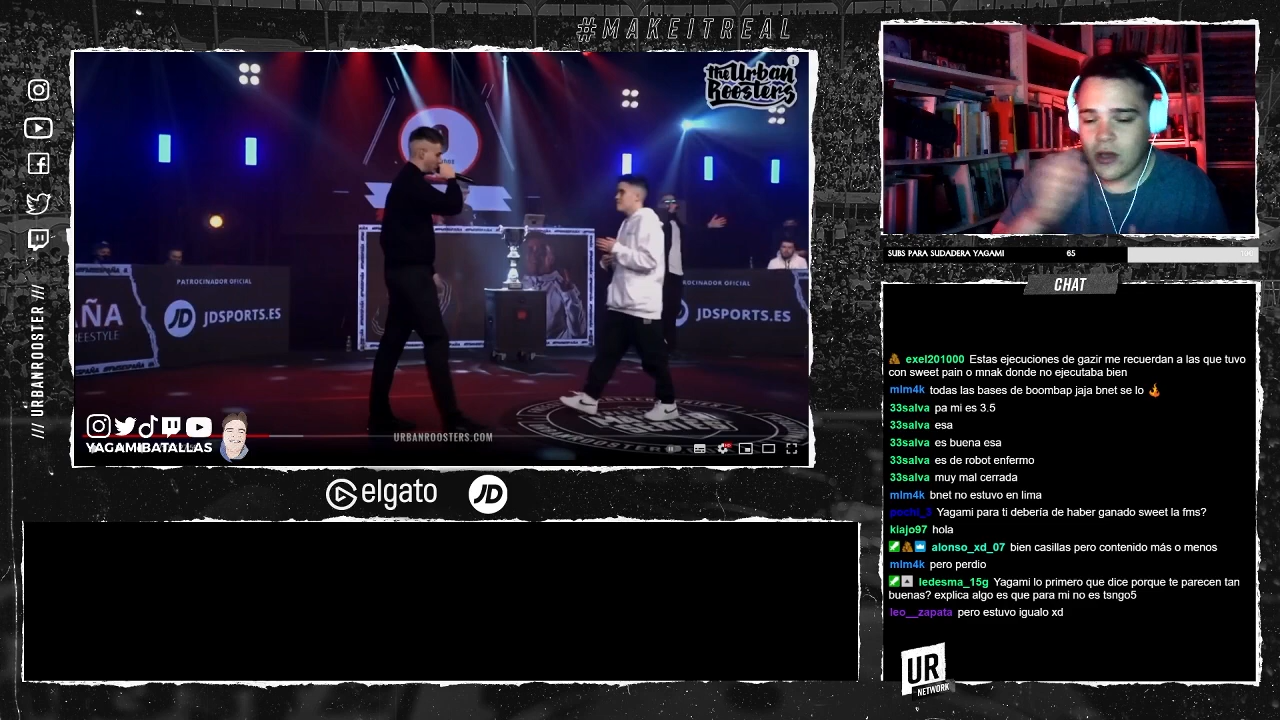 #MAKEITREAL
/// URBANROOSTER ///
the Urban
Roosters
PATROCINADOR OFICIAL
JD JDSPORTS.ES
AÑA
JDSPORTS.ES
URBANROOSTERS.COM
YAGAMIBATALLAS
elgato JD
SUBS PARA SUDADERA YAGAMI 65 100
CHAT
exel201000 Estas ejecuciones de gazir me recuerdan a las que tuvo
con sweet pain o mnak donde no ejecutaba bien
mlm4k todas las bases de boombap jaja bnet se lo
33salva pa mi es 3.5
33salva esa
33salva es buena esa
33salva es de robot enfermo
33salva muy mal cerrada
mlm4k bnet no estuvo en lima
pochi_3 Yagami para ti debería de haber ganado sweet la fms?
kiajo97 hola
alonso_xd_07 bien casillas pero contenido más o menos
mlm4k pero perdio
ledesma_15g Yagami lo primero que dice porque te parecen tan
buenas? explica algo es que para mi no es tsngo5
leo__zapata pero estuvo igualo xd
UR
NETWORK